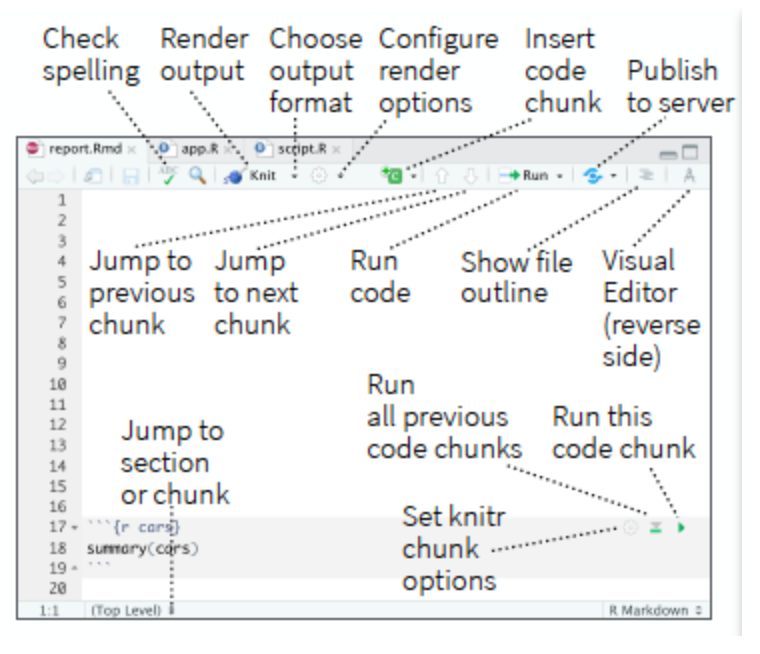 Check spelling
Render output
Choose output format
Configure render options
Insert code chunk
Publish to server
report.Rmd × app.R × script.R ×
ABC Knit Run
1
2
3
4
5
6
7
8
9
10
11
12
13
14
15
16
Jump to previous chunk
Jump to next chunk
Run code
Show file outline
Visual Editor (reverse side)
Run all previous code chunks
Run this code chunk
Jump to section or chunk
Set knitr chunk options
17 ```{r cars}
18 summary(cars)
19 ```
20
1:1 (Top Level) R Markdown